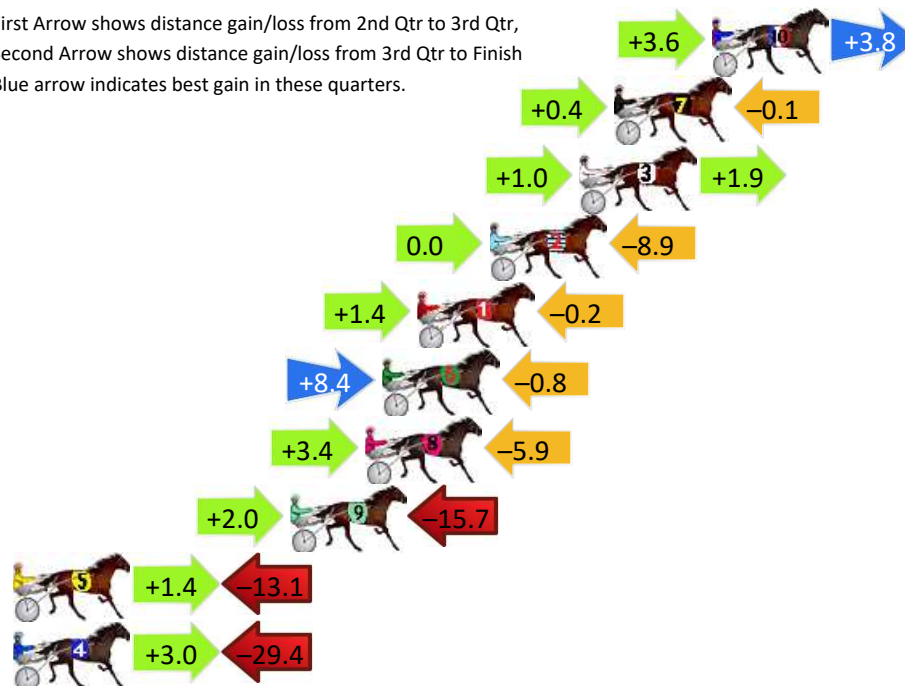 irst Arrow shows distance gain/loss from 2nd Qtr to 3rd Qtr,
econd Arrow shows distance gain/loss from 3rd Qtr to Finish
lue arrow indicates best gain in these quarters.
+3.6 10 +3.8
+0.4 7 –0.1
+1.0 3 +1.9
0.0 2 –8.9
+1.4 1 –0.2
+8.4 6 –0.8
+3.4 8 –5.9
+2.0 9 –15.7
5 +1.4 –13.1
4 +3.0 –29.4